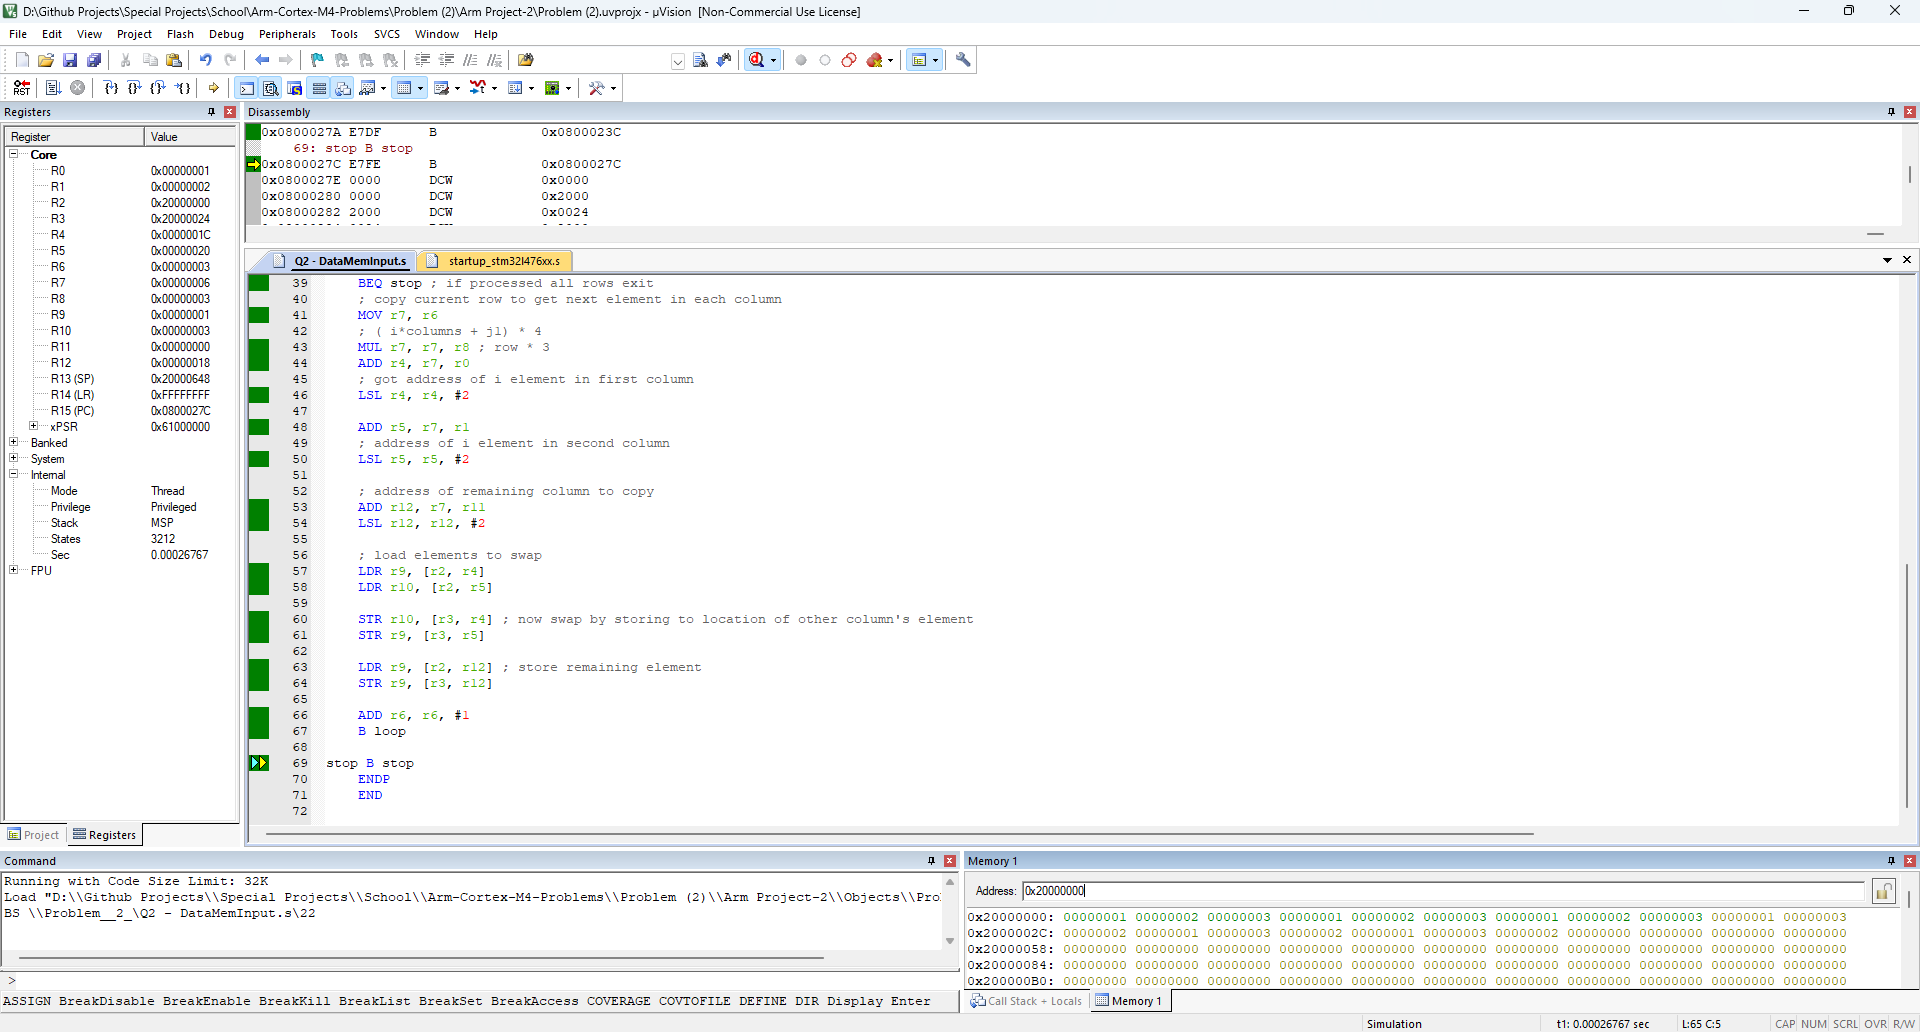 D:\Github Projects\Special Projects\School\Arm-Cortex-M4-Problems\Problem (2)\Arm Project-2\Problem (2).uvprojx - µVision [Non-Commercial Use License]
File Edit View Project Flash Debug Peripherals Tools SVCS Window Help
RST
Registers
Register Value
Core
R0 0x00000001
R1 0x00000002
R2 0x20000000
R3 0x20000024
R4 0x0000001C
R5 0x00000020
R6 0x00000003
R7 0x00000006
R8 0x00000003
R9 0x00000001
R10 0x00000003
R11 0x00000000
R12 0x00000018
R13 (SP) 0x20000648
R14 (LR) 0xFFFFFFFF
R15 (PC) 0x0800027C
xPSR 0x61000000
Banked
System
Internal
Mode Thread
Privilege Privileged
Stack MSP
States 3212
Sec 0.00026767
FPU
Project Registers
Disassembly
0x0800027A E7DF B 0x0800023C
69: stop B stop
0x0800027C E7FE B 0x0800027C
0x0800027E 0000 DCW 0x0000
0x08000280 0000 DCW 0x2000
0x08000282 2000 DCW 0x0024
Q2 - DataMemInput.s startup_stm32l476xx.s
39 BEQ stop ; if processed all rows exit
40 ; copy current row to get next element in each column
41 MOV r7, r6
42 ; ( i*columns + j1) * 4
43 MUL r7, r7, r8 ; row * 3
44 ADD r4, r7, r0
45 ; got address of i element in first column
46 LSL r4, r4, #2
47
48 ADD r5, r7, r1
49 ; address of i element in second column
50 LSL r5, r5, #2
51
52 ; address of remaining column to copy
53 ADD r12, r7, r11
54 LSL r12, r12, #2
55
56 ; load elements to swap
57 LDR r9, [r2, r4]
58 LDR r10, [r2, r5]
59
60 STR r10, [r3, r4] ; now swap by storing to location of other column's element
61 STR r9, [r3, r5]
62
63 LDR r9, [r2, r12] ; store remaining element
64 STR r9, [r3, r12]
65
66 ADD r6, r6, #1
67 B loop
68
69 stop B stop
70 ENDP
71 END
72
Command
Running with Code Size Limit: 32K
Load "D:\\Github Projects\\Special Projects\\School\\Arm-Cortex-M4-Problems\\Problem (2)\\Arm Project-2\\Objects\\Pro
BS \\Problem__2_\Q2 - DataMemInput.s\22
>
ASSIGN BreakDisable BreakEnable BreakKill BreakList BreakSet BreakAccess COVERAGE COVTOFILE DEFINE DIR Display Enter
Memory 1
Address: 0x20000000
0x20000000: 00000001 00000002 00000003 00000001 00000002 00000003 00000001 00000002 00000003 00000001 00000003
0x2000002C: 00000002 00000001 00000003 00000002 00000001 00000003 00000002 00000000 00000000 00000000 00000000
0x20000058: 00000000 00000000 00000000 00000000 00000000 00000000 00000000 00000000 00000000 00000000 00000000
0x20000084: 00000000 00000000 00000000 00000000 00000000 00000000 00000000 00000000 00000000 00000000 00000000
0x200000B0: 00000000 00000000 00000000 00000000 00000000 00000000 00000000 00000000 00000000 00000000 00000000
Call Stack + Locals Memory 1
Simulation t1: 0.00026767 sec L:65 C:5 CAP NUM SCRL OVR R/W